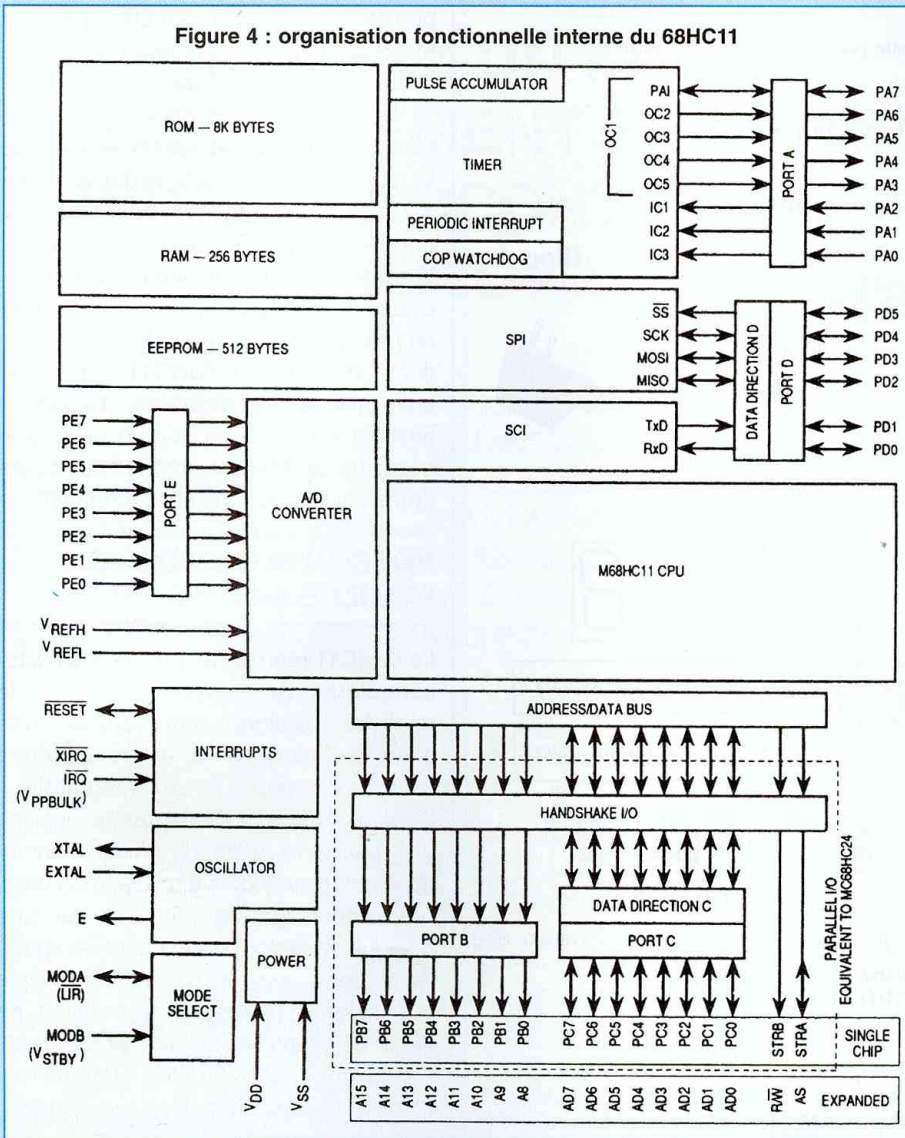 Figure 4 : organisation fonctionnelle interne du 68HC11
ROM — 8K BYTES
RAM — 256 BYTES
EEPROM — 512 BYTES
PULSE ACCUMULATOR
TIMER
PERIODIC INTERRUPT
COP WATCHDOG
OC1
PAI
OC2
OC3
OC4
OC5
IC1
IC2
IC3
PORT A
PA7
PA6
PA5
PA4
PA3
PA2
PA1
PA0
SPI
SS
SCK
MOSI
MISO
SCI
TxD
RxD
DATA DIRECTION D
PORT D
PD5
PD4
PD3
PD2
PD1
PD0
PE7
PE6
PE5
PE4
PE3
PE2
PE1
PE0
PORT E
A/D
CONVERTER
VREFH
VREFL
M68HC11 CPU
RESET
XIRQ
IRQ
(VPPBULK)
INTERRUPTS
XTAL
EXTAL
E
OSCILLATOR
MODA
(LIR)
MODB
(VSTBY)
MODE
SELECT
POWER
VDD
VSS
ADDRESS/DATA BUS
HANDSHAKE I/O
DATA DIRECTION C
PORT B
PORT C
PARALLEL I/O
EQUIVALENT TO MC68HC24
PB7 PB6 PB5 PB4 PB3 PB2 PB1 PB0 PC7 PC6 PC5 PC4 PC3 PC2 PC1 PC0 STRB STRA
SINGLE
CHIP
A15 A14 A13 A12 A11 A10 A9 A8 AD7 AD6 AD5 AD4 AD3 AD2 AD1 AD0 R/W AS
EXPANDED